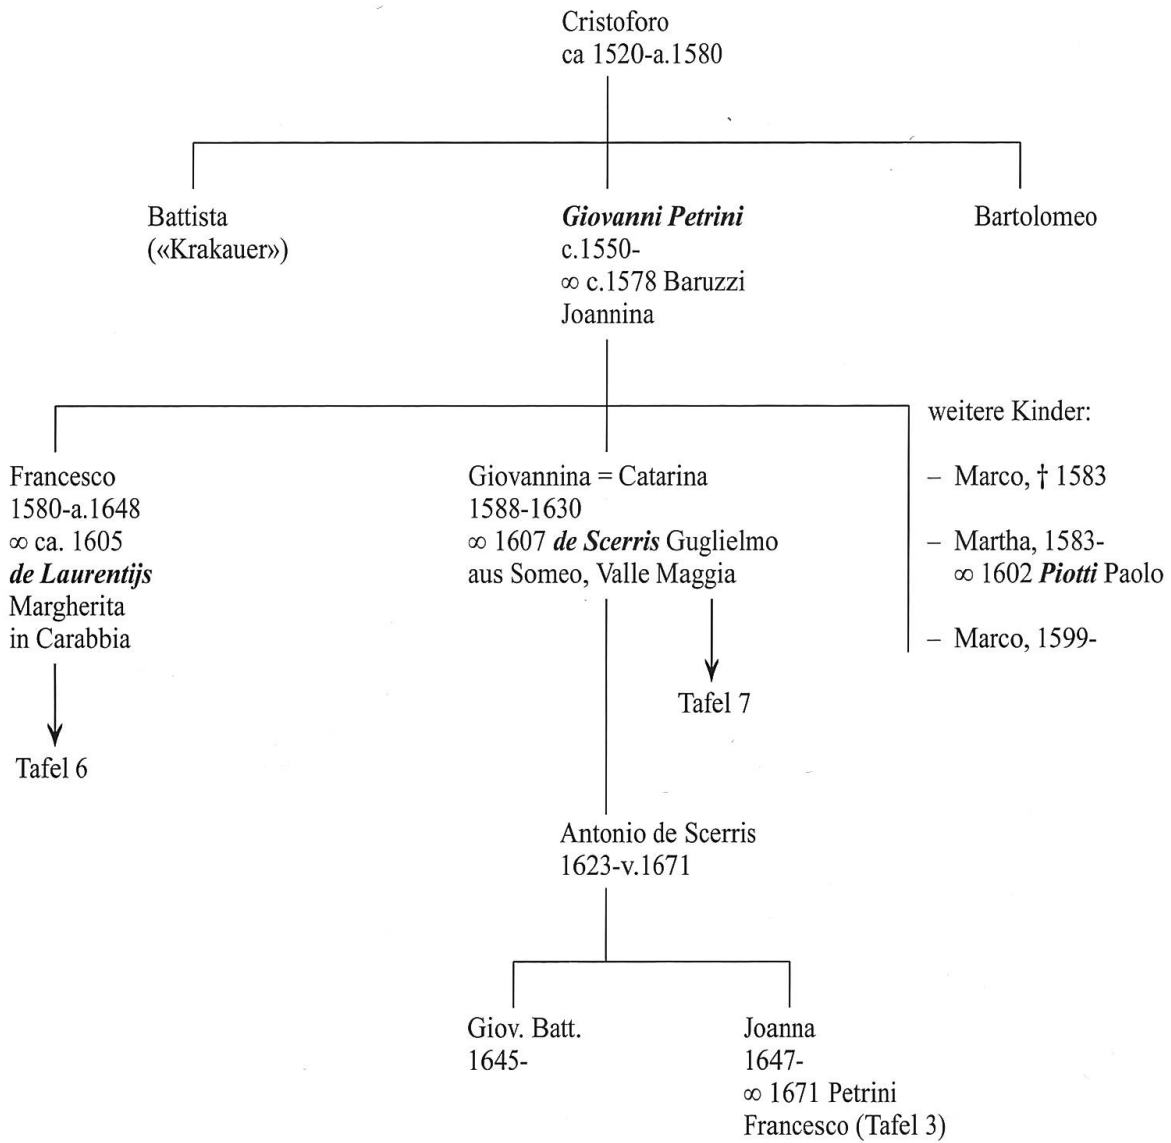 Cristoforo
ca 1520-a.1580
Battista
(«Krakauer»)
Giovanni Petrini
c.1550-
∞ c.1578 Baruzzi
Joannina
Bartolomeo
Francesco
1580-a.1648
∞ ca. 1605
de Laurentijs
Margherita
in Carabbia
Tafel 6
Giovannina = Catarina
1588-1630
∞ 1607 de Scerris Guglielmo
aus Someo, Valle Maggia
Tafel 7
weitere Kinder:
– Marco, † 1583
– Martha, 1583-
∞ 1602 Piotti Paolo
– Marco, 1599-
Antonio de Scerris
1623-v.1671
Giov. Batt.
1645-
Joanna
1647-
∞ 1671 Petrini
Francesco (Tafel 3)